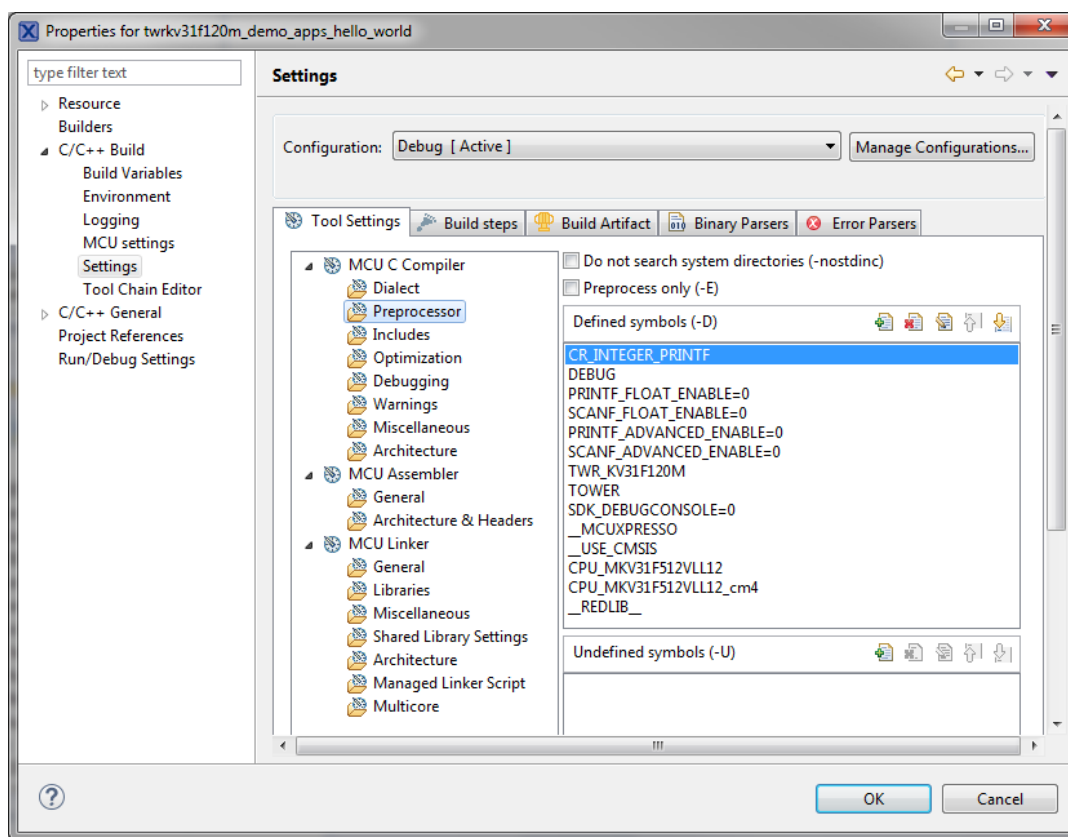 Properties for twrkv31f120m_demo_apps_hello_world
type filter text
Resource
Builders
C/C++ Build
Build Variables
Environment
Logging
MCU settings
Settings
Tool Chain Editor
C/C++ General
Project References
Run/Debug Settings
Settings
Configuration:
Debug [ Active ]
Manage Configurations...
Tool Settings
Build steps
Build Artifact
Binary Parsers
Error Parsers
MCU C Compiler
Dialect
Preprocessor
Includes
Optimization
Debugging
Warnings
Miscellaneous
Architecture
MCU Assembler
General
Architecture & Headers
MCU Linker
General
Libraries
Miscellaneous
Shared Library Settings
Architecture
Managed Linker Script
Multicore
Do not search system directories (-nostdinc)
Preprocess only (-E)
Defined symbols (-D)
CR_INTEGER_PRINTF
DEBUG
PRINTF_FLOAT_ENABLE=0
SCANF_FLOAT_ENABLE=0
PRINTF_ADVANCED_ENABLE=0
SCANF_ADVANCED_ENABLE=0
TWR_KV31F120M
TOWER
SDK_DEBUGCONSOLE=0
__MCUXPRESSO
__USE_CMSIS
CPU_MKV31F512VLL12
CPU_MKV31F512VLL12_cm4
__REDLIB__
Undefined symbols (-U)
OK
Cancel